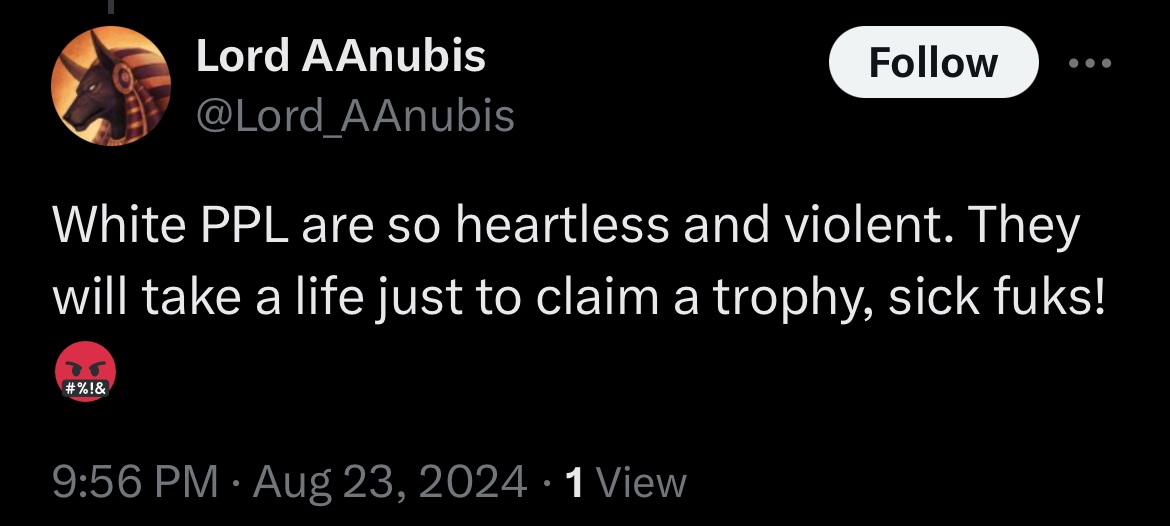 Lord AAnubis
Follow
@Lord_AAnubis
White PPL are so heartless and violent. They
will take a life just to claim a trophy, sick fuks!
#%!&
9:56 PM · Aug 23, 2024 · 1 View